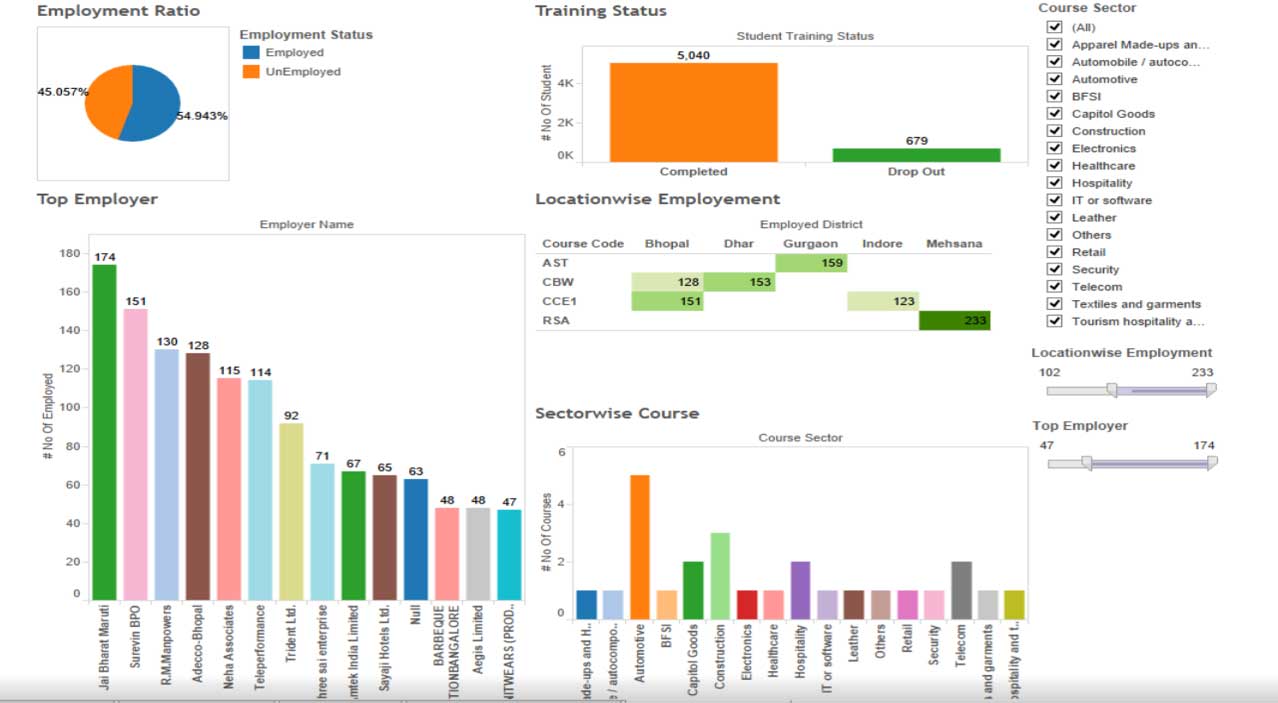 Employment Ratio
Employment Status
Employed
UnEmployed
45.057%
54.943%
Training Status
Student Training Status
# No Of Student
4K
2K
0K
5,040
679
Completed
Drop Out
Course Sector
(All)
Apparel Made-ups an...
Automobile / autoco...
Automotive
BFSI
Capitol Goods
Construction
Electronics
Healthcare
Hospitality
IT or software
Leather
Others
Retail
Security
Telecom
Textiles and garments
Tourism hospitality a...
Locationwise Employment
102 233
Top Employer
47 174
Top Employer
Employer Name
# No Of Employed
180
160
140
120
100
80
60
40
20
0
174
151
130
128
115
114
92
71
67
65
63
48
48
47
Jai Bharat Maruti
Surevin BPO
R.M.Manpowers
Adecco-Bhopal
Neha Associates
Teleperformance
Trident Ltd.
hree sai enterprise
mtek India Limited
Sayaji Hotels Ltd.
Null
BARBEQUE
TIONBANGALORE
Aegis Limited
NITWEARS (PROD..
Locationwise Employement
Employed District
Course Code Bhopal Dhar Gurgaon Indore Mehsana
AST 159
CBW 128 153
CCE1 151 123
RSA 233
Sectorwise Course
Course Sector
# No Of Courses
6
4
2
0
de-ups and H..
e / autocompo..
Automotive
BFSI
Capitol Goods
Construction
Electronics
Healthcare
Hospitality
IT or software
Leather
Others
Retail
Security
Telecom
s and garments
ospitality and t..